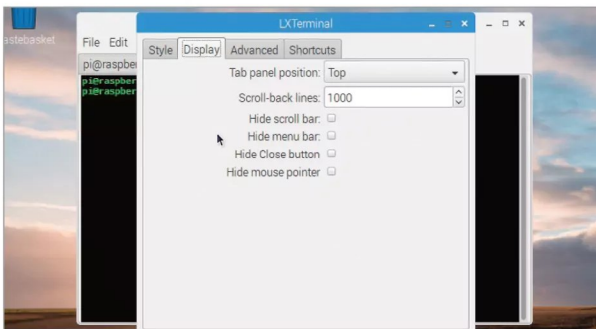 LXTerminal
astebasket
File Edit
Style Display Advanced Shortcuts
pi@raspber
Tab panel position: Top
pi@raspber
pi@raspber
Scroll-back lines: 1000
Hide scroll bar:
Hide menu bar:
Hide Close button
Hide mouse pointer